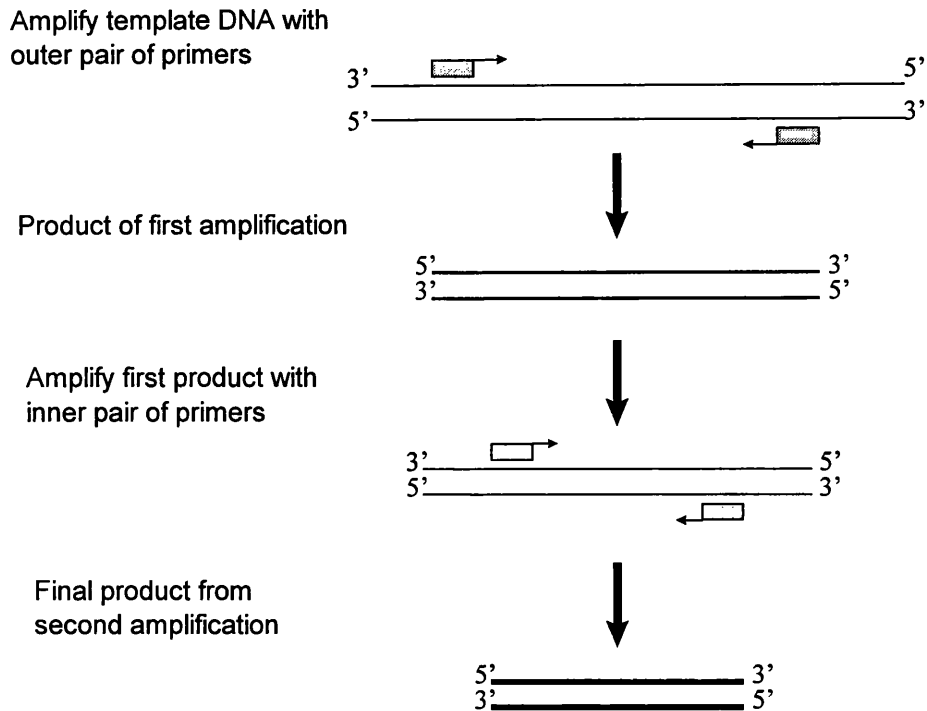 Amplify template DNA with
outer pair of primers
3’ 5’
5’ 3’
Product of first amplification
5’ 3’
3’ 5’
Amplify first product with
inner pair of primers
3’ 5’
5’ 3’
Final product from
second amplification
5’ 3’
3’ 5’